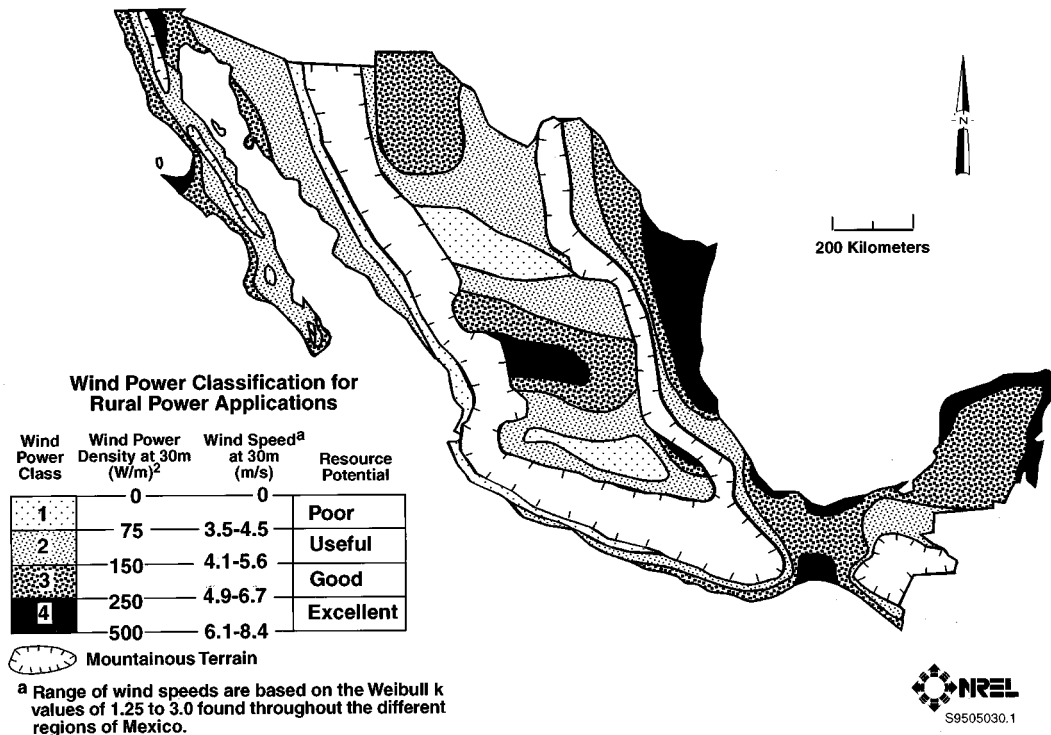 N
200 Kilometers
Wind Power Classification for
Rural Power Applications
Wind Power Class
Wind Power Density at 30m (W/m)²
Wind Speedᵃ at 30m (m/s)
Resource Potential
0 0
1 Poor
75 3.5-4.5
2 Useful
150 4.1-5.6
3 Good
250 4.9-6.7
4 Excellent
500 6.1-8.4
Mountainous Terrain
ᵃ Range of wind speeds are based on the Weibull k
values of 1.25 to 3.0 found throughout the different
regions of Mexico.
NREL
S9505030.1